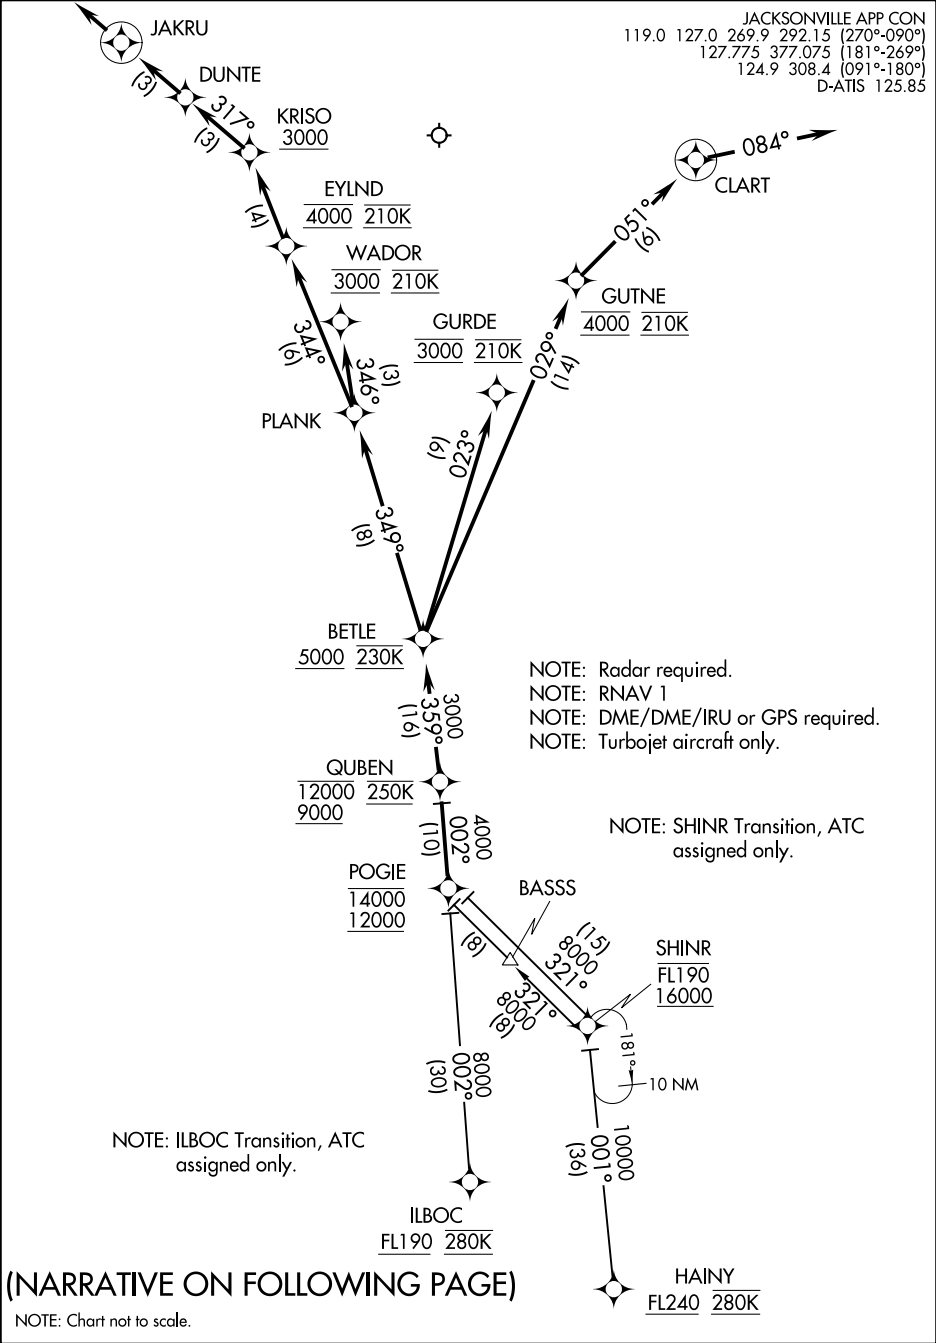 JACKSONVILLE APP CON
119.0 127.0 269.9 292.15 (270°-090°)
127.775 377.075 (181°-269°)
124.9 308.4 (091°-180°)
D-ATIS 125.85
JAKRU
(3)
DUNTE
317°
(3)
KRISO
3000
(4)
EYLND
4000 210K
WADOR
3000 210K
344°
(6)
346°
(3)
PLANK
GURDE
3000 210K
023°
(9)
084°
CLART
051°
(6)
GUTNE
4000 210K
029°
(14)
349°
(8)
BETLE
5000 230K
NOTE: Radar required.
NOTE: RNAV 1
NOTE: DME/DME/IRU or GPS required.
NOTE: Turbojet aircraft only.
3000
359°
(16)
QUBEN
12000 250K
9000
NOTE: SHINR Transition, ATC
assigned only.
4000
002°
(10)
POGIE
14000
12000
BASSS
(8)
(15)
8000
321°
321°
8000
(8)
SHINR
FL190
16000
181°
10 NM
8000
002°
(30)
10000
001°
(36)
NOTE: ILBOC Transition, ATC
assigned only.
ILBOC
FL190 280K
HAINY
FL240 280K
(NARRATIVE ON FOLLOWING PAGE)
NOTE: Chart not to scale.